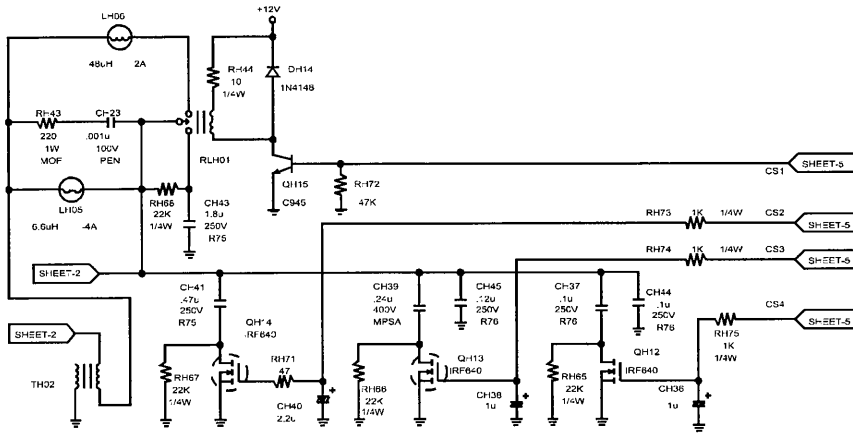 LH06
48uH 2A
+12V
RH44
10
1/4W
DH14
1N4148
RH43
220
1W
MOF
CH23
.001u
100V
PEN
RLH01
SHEET-5
CS1
QH15
C945
RH72
47K
LH05
6.6uH -4A
RH68
22K
1/4W
CH43
1.8u
250V
R75
RH73 1K 1/4W CS2
SHEET-5
RH74 1K 1/4W CS3
SHEET-5
SHEET-2
CH41
.47u
250V
R75
CH39
.24u
400V
MPSA
CH45
.12u
250V
R76
CH37
.1u
250V
R76
CH44
.1u
250V
R76
CS4
SHEET-5
RH75
1K
1/4W
SHEET-2
TH02
QH14
IRF640
RH67
22K
1/4W
RH71
47
CH40
2.2u
+
QH13
IRF640
RH66
22K
1/4W
CH38
1u
+
QH12
IRF640
RH65
22K
1/4W
CH36
1u
+